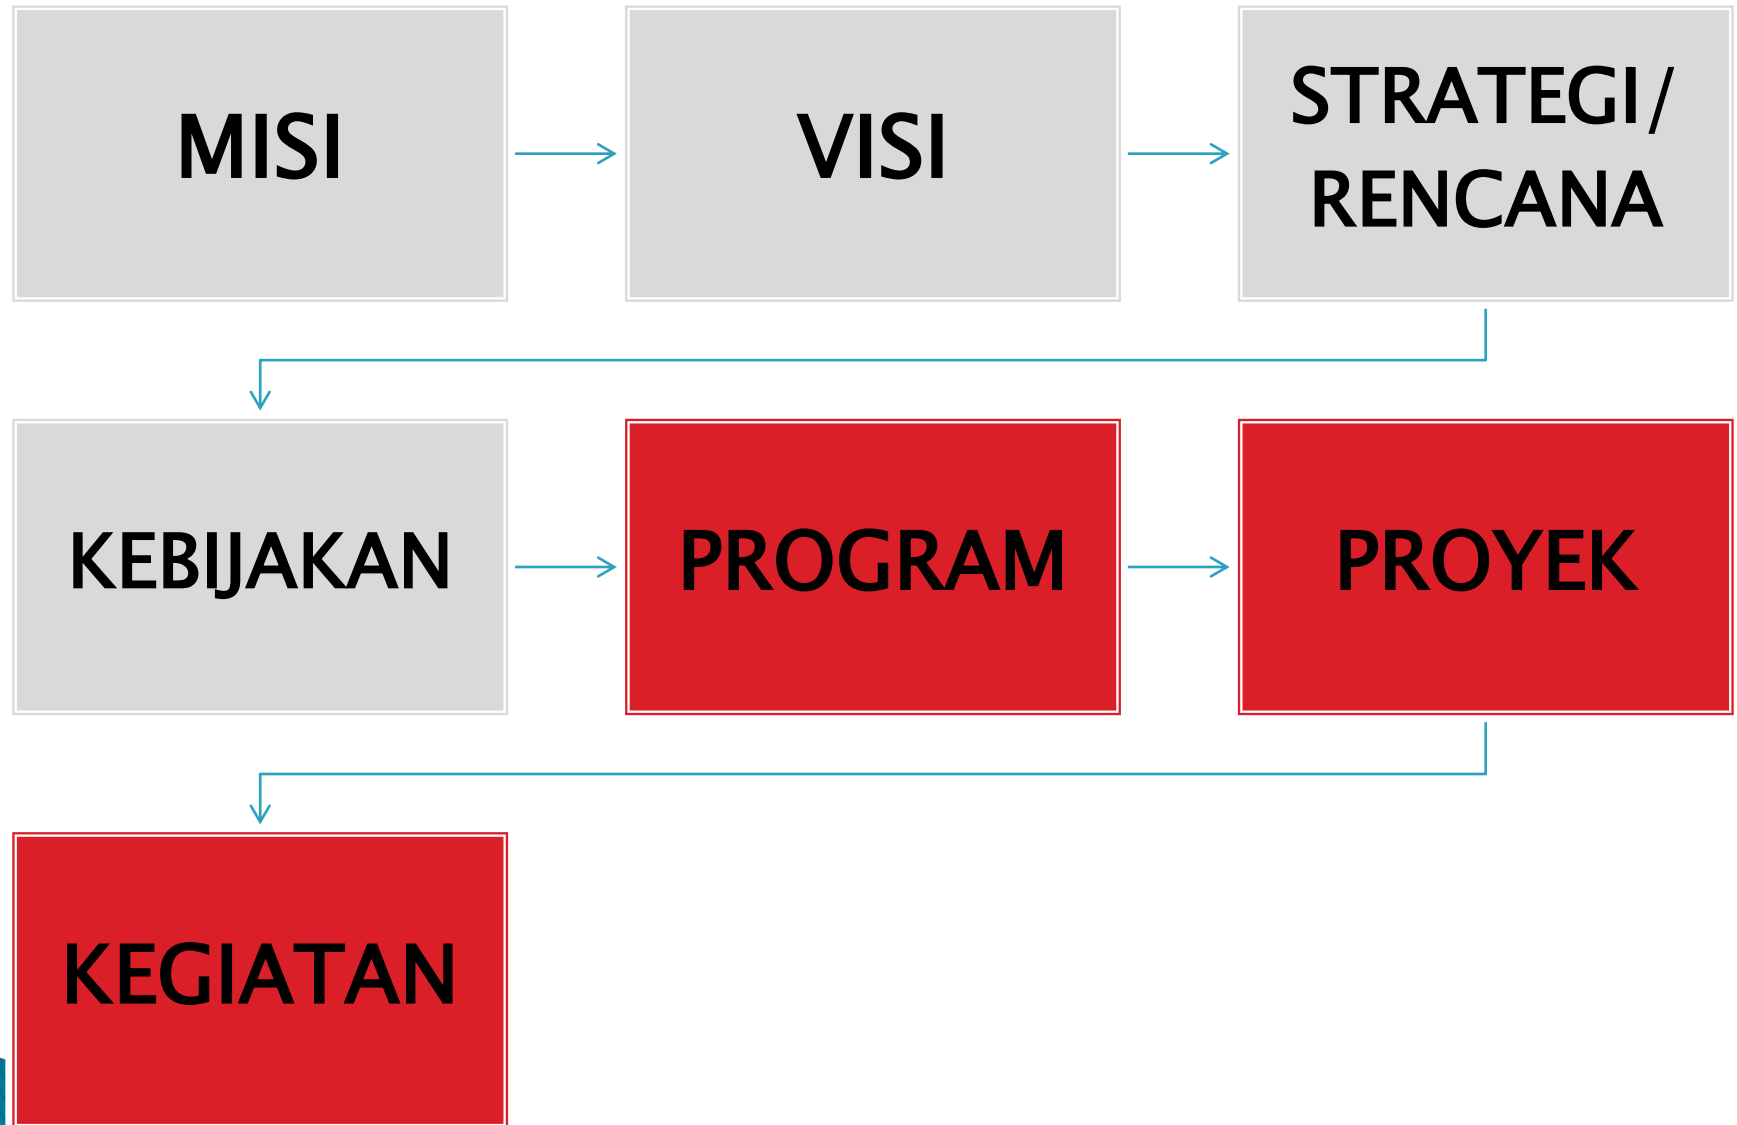 MISI
VISI
STRATEGI/
RENCANA
KEBIJAKAN
PROGRAM
PROYEK
KEGIATAN